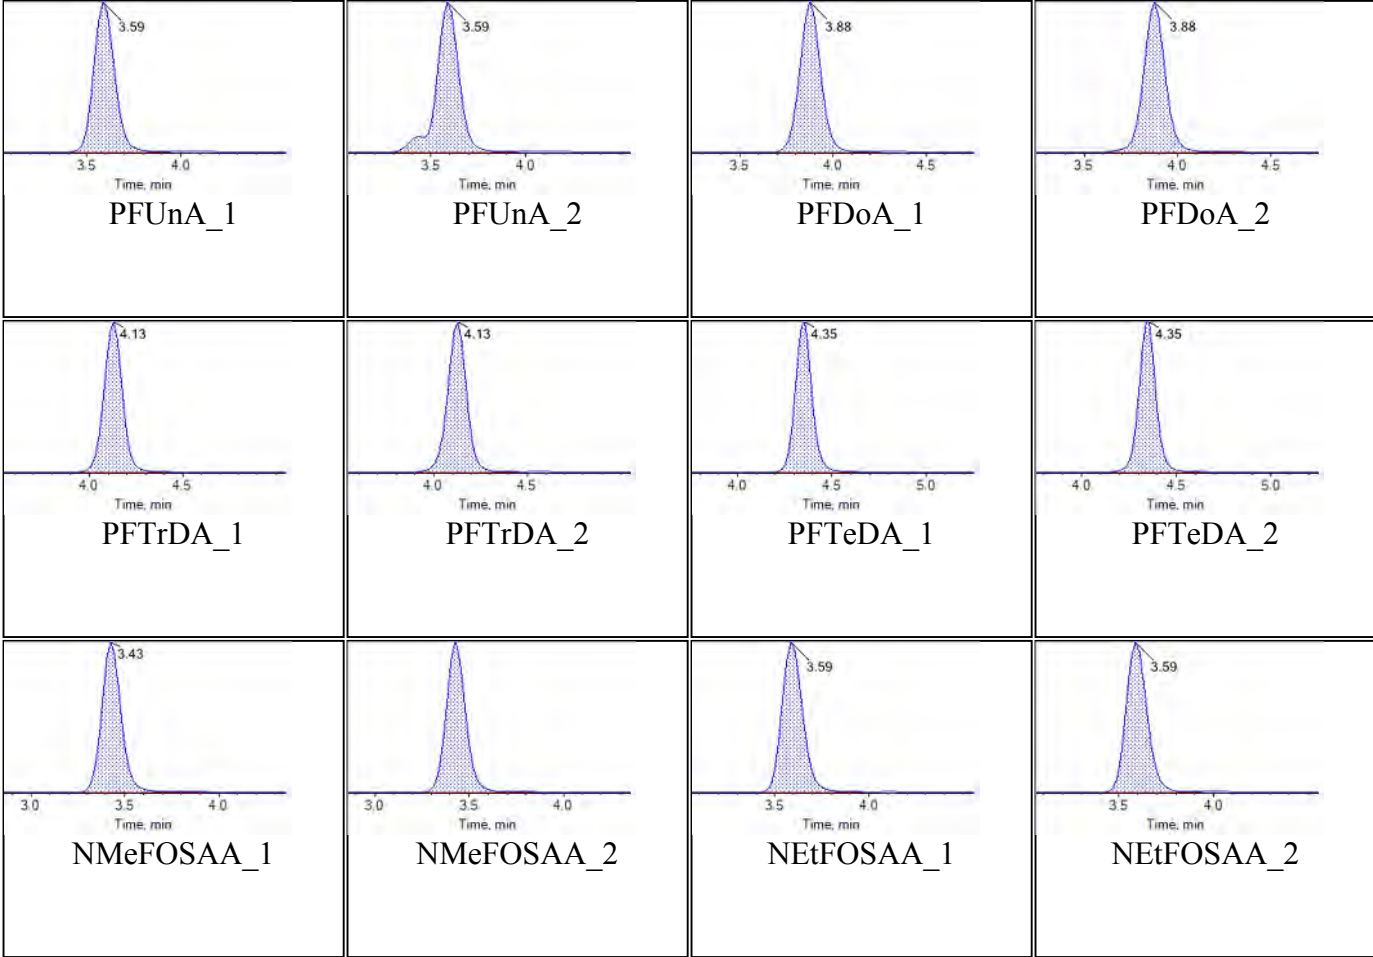 3.59
3.59
3.88
3.88
3.5 4.0
3.5 4.0
3.5 4.0 4.5
3.5 4.0 4.5
Time, min
Time, min
Time, min
Time, min
PFUnA_1
PFUnA_2
PFDoA_1
PFDoA_2
4.13
4.13
4.35
4.35
4.0 4.5
4.0 4.5
4.0 4.5 5.0
4.0 4.5 5.0
Time, min
Time, min
Time, min
Time, min
PFTrDA_1
PFTrDA_2
PFTeDA_1
PFTeDA_2
3.43
3.59
3.59
3.0 3.5 4.0
3.0 3.5 4.0
3.5 4.0
3.5 4.0
Time, min
Time, min
Time, min
Time, min
NMeFOSAA_1
NMeFOSAA_2
NEtFOSAA_1
NEtFOSAA_2